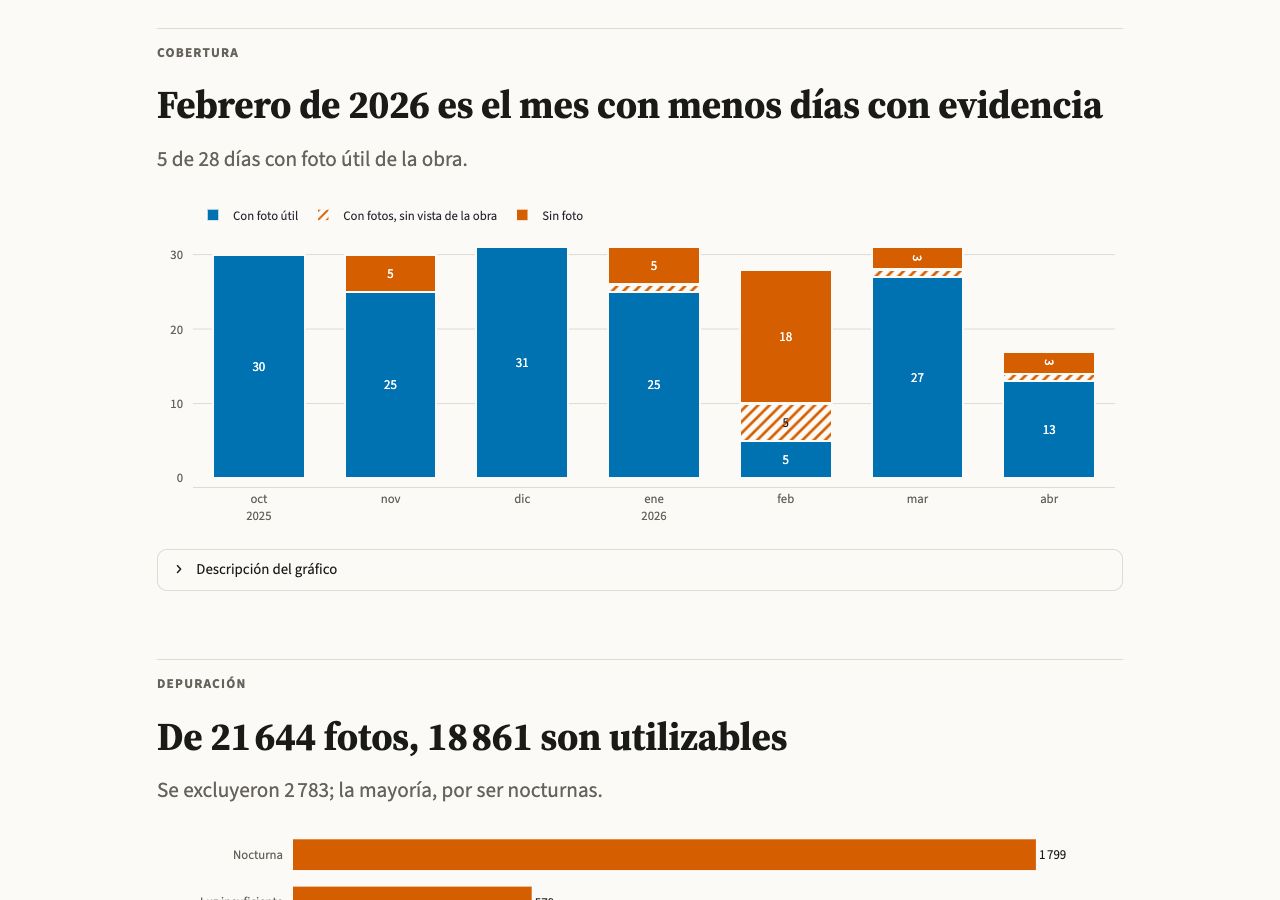 COBERTURA
Febrero de 2026 es el mes con menos días con evidencia
5 de 28 días con foto útil de la obra.
Con foto útil Con fotos, sin vista de la obra Sin foto
30
20
10
0
30
5
25
31
5
25
18
5
5
3
27
3
13
oct nov dic ene feb mar abr
2025 2026
Descripción del gráfico
DEPURACIÓN
De 21 644 fotos, 18 861 son utilizables
Se excluyeron 2 783; la mayoría, por ser nocturnas.
Nocturna 1 799